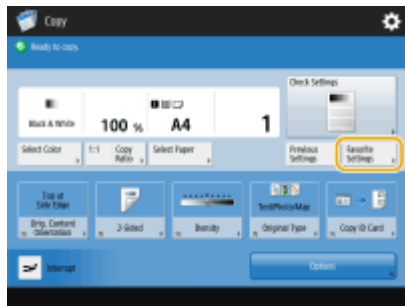 Copy
Ready to copy.
Check Settings
Black & White
100 %
A4
1
Select Color
1:1
Copy Ratio
Select Paper
Previous Settings
Favorite Settings
Top at Side Edge
Text/Photo/Map
Orig. Content Orientation
2-Sided
Density
Original Type
Copy ID Card
Interrupt
Options